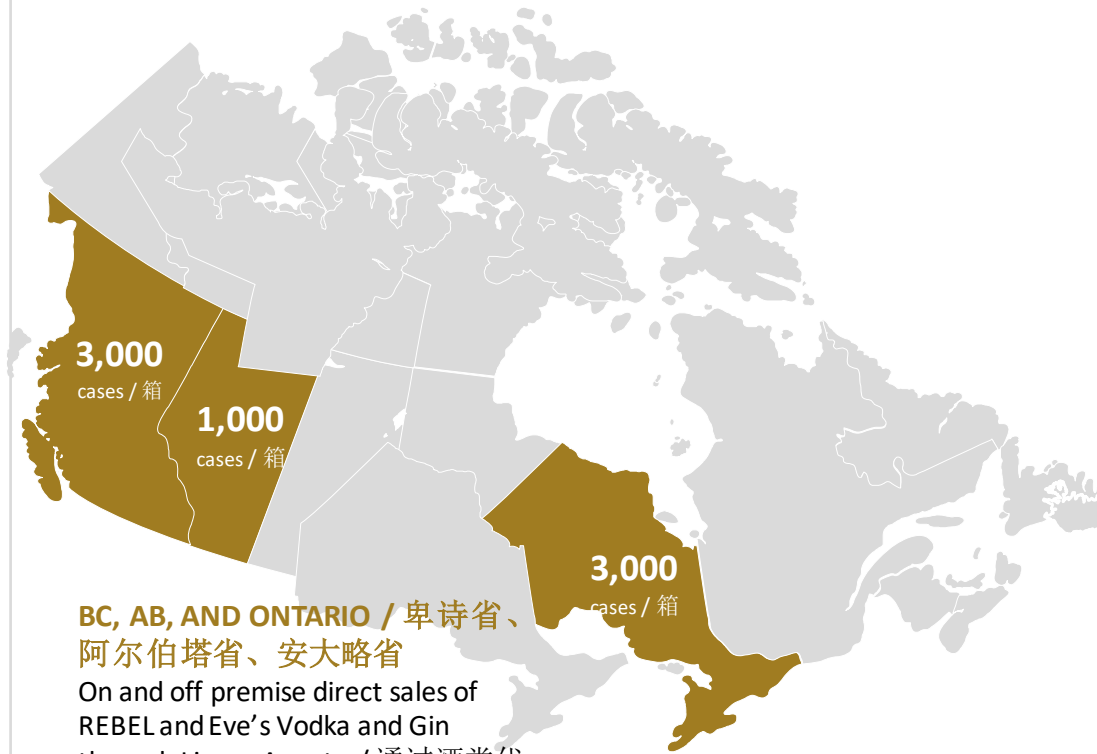 3,000
cases / 箱
1,000
cases / 箱
3,000
cases / 箱
BC, AB, AND ONTARIO / 卑诗省、
阿尔伯塔省、安大略省
On and off premise direct sales of
REBEL and Eve's Vodka and Gin